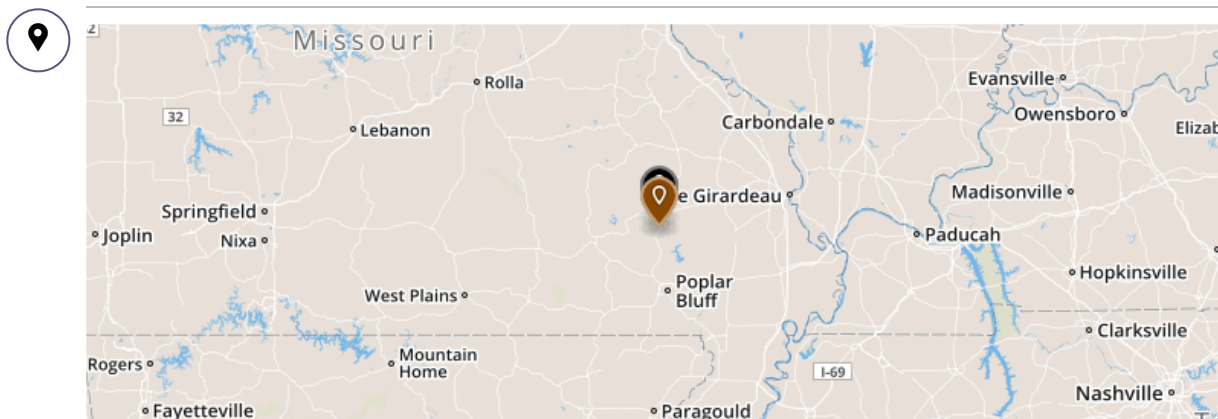 Missouri
Rolla
Evansville
Owensboro
32
Carbondale
Lebanon
Elizab
e Girardeau
Madisonville
Springfield
Joplin
Nixa
Paducah
Hopkinsville
Poplar
Bluff
West Plains
Clarksville
Mountain
Home
Rogers
I-69
Nashville
Fayetteville
Paragould